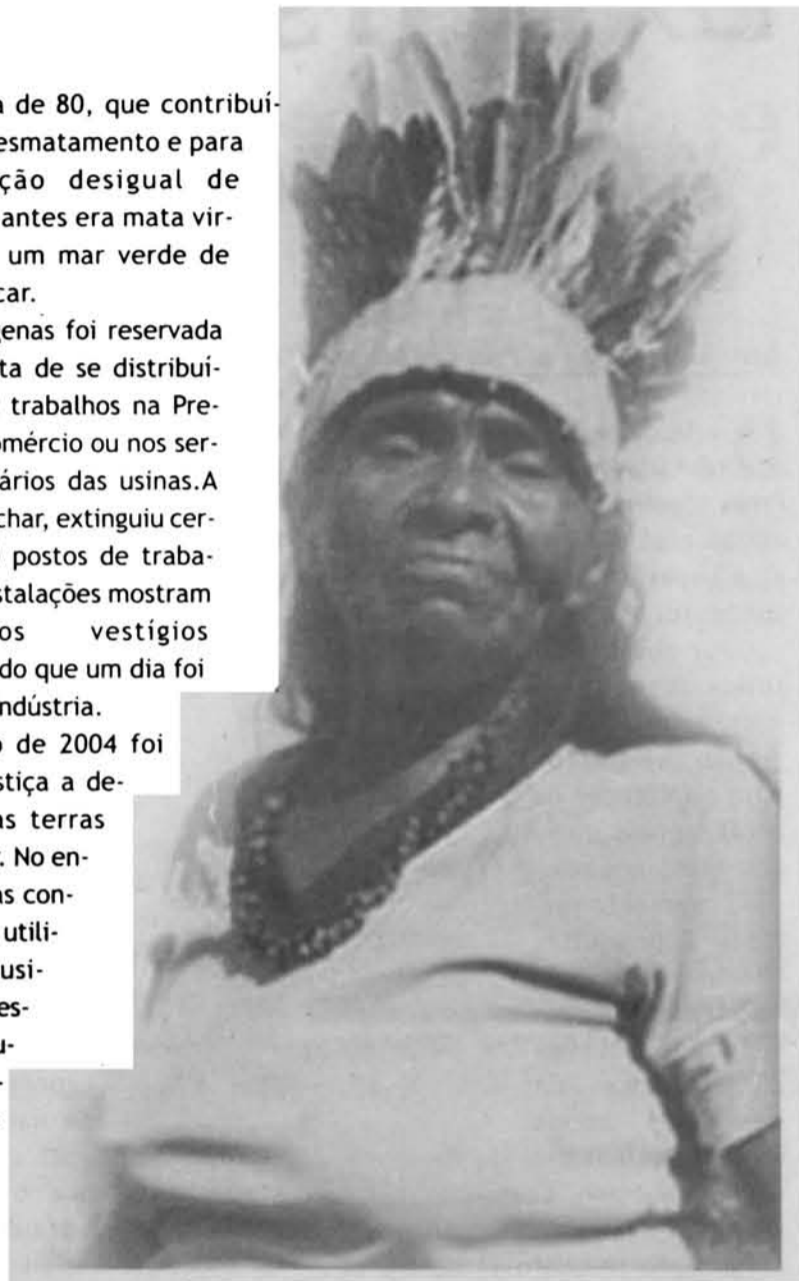 de 80, que contribuí-
esmatamento e para
ção desigual de
antes era mata vir-
um mar verde de
car.
genas foi reservada
ta de se distribuí-
trabalhos na Pre-
omércio ou nos ser-
ários das usinas.A
char, extinguiu cer-
postos de traba-
stalações mostram
os vestígios
do que um dia foi
ndústria.
de 2004 foi
stiça a de-
as terras
. No en-
as con-
utili-
usi-
es-
u-
-